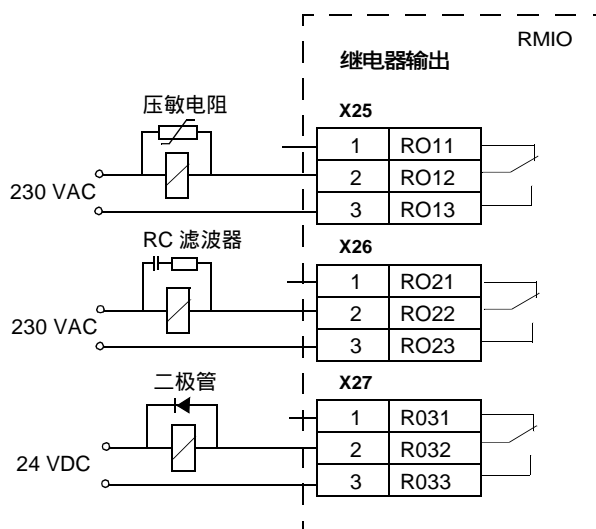 RMIO
继电器输出
压敏电阻
X25
1 RO11
2 RO12
230 VAC
3 RO13
RC 滤波器
X26
1 RO21
2 RO22
230 VAC
3 RO23
二极管
X27
1 R031
2 R032
24 VDC
3 R033